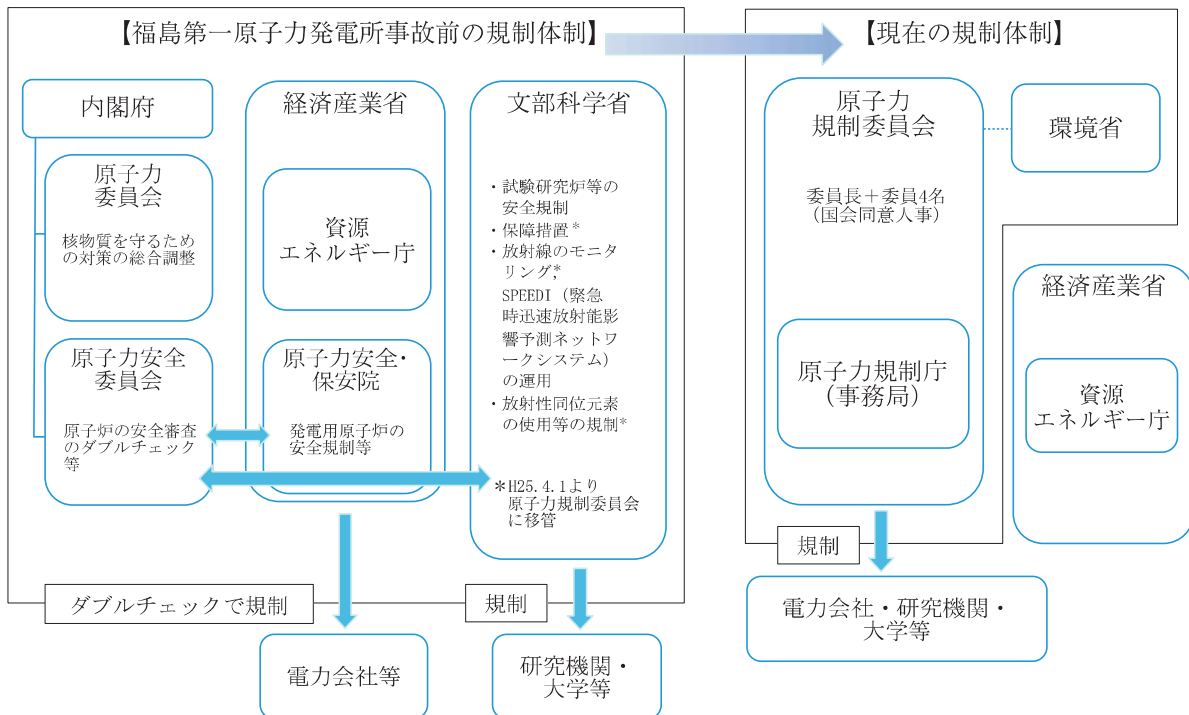 【福島第一原子力発電所事故前の規制体制】
内閣府
原子力
委員会
核物質を守るため
の対策の総合調整
原子力安全
委員会
原子炉の安全審査
のダブルチェック
等
経済産業省
資源
エネルギー庁
原子力安全・
保安院
発電用原子炉の
安全規制等
文部科学省
・試験研究炉等の
安全規制
・保障措置*
・放射線のモニタ
リング,*
SPEEDI（緊急
時迅速放射能影
響予測ネットワ
ークシステム）
の運用
・放射性同位元素
の使用等の規制*
*H25.4.1より
原子力規制委員会
に移管
ダブルチェックで規制
規制
電力会社等
研究機関・
大学等
【現在の規制体制】
原子力
規制委員会
委員長＋委員4名
（国会同意人事）
原子力規制庁
（事務局）
環境省
経済産業省
資源
エネルギー庁
規制
電力会社・研究機関・
大学等